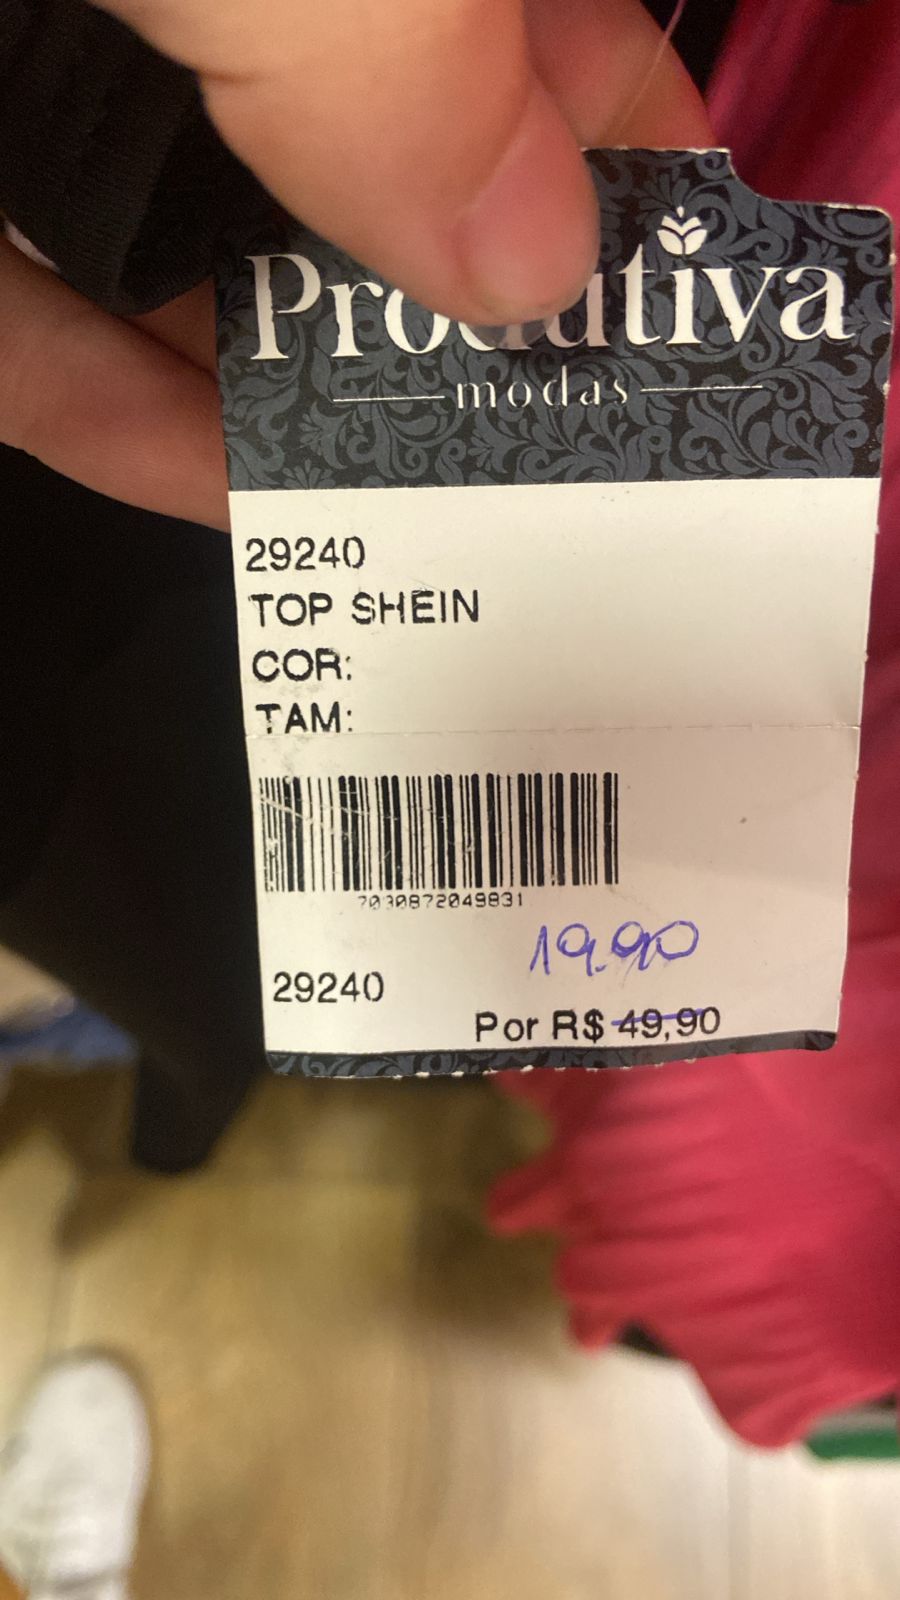 Produtiva
modas
29240
TOP SHEIN
COR:
TAM:
7030872049831
19.90
29240
Por R$ 49,90